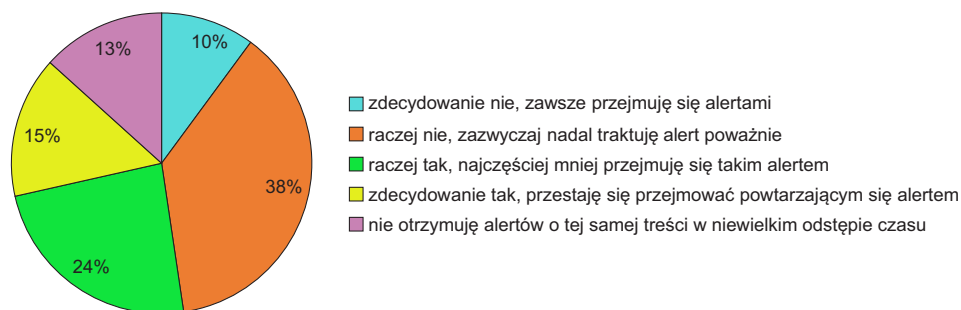 13%
10%
15%
38%
24%
zdecydowanie nie, zawsze przejmuję się alertami
raczej nie, zazwyczaj nadal traktuję alert poważnie
raczej tak, najczęściej mniej przejmuję się takim alertem
zdecydowanie tak, przestaję się przejmować powtarzającym się alertem
nie otrzymuję alertów o tej samej treści w niewielkim odstępie czasu